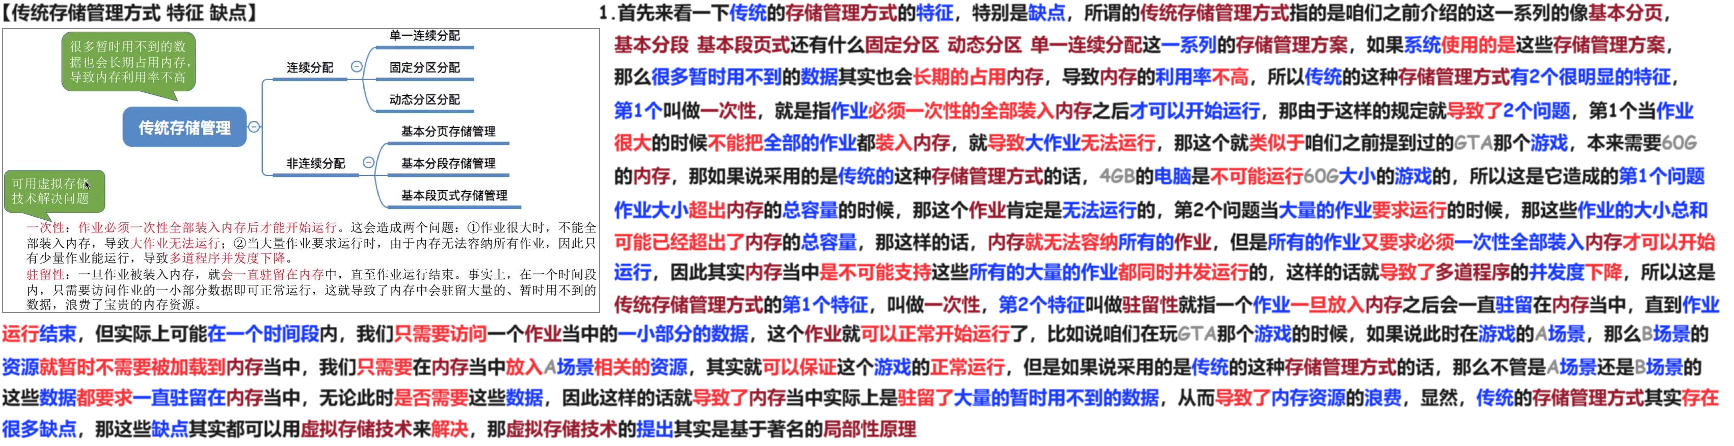 【传统存储管理方式 特征 缺点】
很多暂时用不到的数
据也会长期占用内存，
导致内存利用率不高
传统存储管理
连续分配
单一连续分配
固定分区分配
动态分区分配
非连续分配
基本分页存储管理
基本分段存储管理
基本段页式存储管理
可用虚拟存储
技术解决问题
一次性：作业必须一次性全部装入内存后才能开始运行。这会造成两个问题：①作业很大时，不能全
部装入内存，导致大作业无法运行；②当大量作业要求运行时，由于内存无法容纳所有作业，因此只
有少量作业能运行，导致多道程序并发度下降。
驻留性：一旦作业被装入内存，就会一直驻留在内存中，直至作业运行结束。事实上，在一个时间段
内，只需要访问作业的一小部分数据即可正常运行，这就导致了内存中会驻留大量的、暂时用不到的
数据，浪费了宝贵的内存资源。
1.首先来看一下传统的存储管理方式的特征，特别是缺点，所谓的传统存储管理方式指的是咱们之前介绍的这一系列的像基本分页，
基本分段 基本段页式还有什么固定分区 动态分区 单一连续分配这一系列的存储管理方案，如果系统使用的是这些存储管理方案，
那么很多暂时用不到的数据其实也会长期的占用内存，导致内存的利用率不高，所以传统的这种存储管理方式有2个很明显的特征，
第1个叫做一次性，就是指作业必须一次性的全部装入内存之后才可以开始运行，那由于这样的规定就导致了2个问题，第1个当作业
很大的时候不能把全部的作业都装入内存，就导致大作业无法运行，那这个就类似于咱们之前提到过的GTA那个游戏，本来需要60G
的内存，那如果说采用的是传统的这种存储管理方式的话，4GB的电脑是不可能运行60G大小的游戏的，所以这是它造成的第1个问题
作业大小超出内存的总容量的时候，那这个作业肯定是无法运行的，第2个问题当大量的作业要求运行的时候，那这些作业的大小总和
可能已经超出了内存的总容量，那这样的话，内存就无法容纳所有的作业，但是所有的作业又要求必须一次性全部装入内存才可以开始
运行，因此其实内存当中是不可能支持这些所有的大量的作业都同时并发运行的，这样的话就导致了多道程序的并发度下降，所以这是
传统存储管理方式的第1个特征，叫做一次性，第2个特征叫做驻留性就指一个作业一旦放入内存之后会一直驻留在内存当中，直到作业
运行结束，但实际上可能在一个时间段内，我们只需要访问一个作业当中的一小部分的数据，这个作业就可以正常开始运行了，比如说咱们在玩GTA那个游戏的时候，如果说此时在游戏的A场景，那么B场景的
资源就暂时不需要被加载到内存当中，我们只需要在内存当中放入A场景相关的资源，其实就可以保证这个游戏的正常运行，但是如果说采用的是传统的这种存储管理方式的话，那么不管是A场景还是B场景的
这些数据都要求一直驻留在内存当中，无论此时是否需要这些数据，因此这样的话就导致了内存当中实际上是驻留了大量的暂时用不到的数据，从而导致了内存资源的浪费，显然，传统的存储管理方式其实存在
很多缺点，那这些缺点其实都可以用虚拟存储技术来解决，那虚拟存储技术的提出其实是基于著名的局部性原理